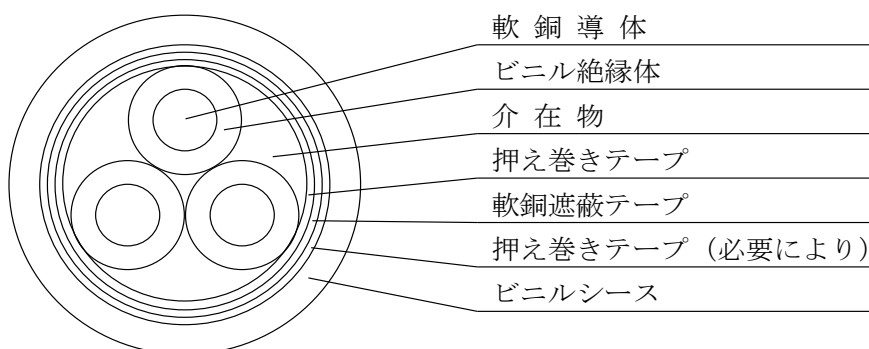 軟 銅 導 体
ビニル絶縁体
介 在 物
押え巻きテープ
軟銅遮蔽テープ
押え巻きテープ（必要により）
ビニルシース